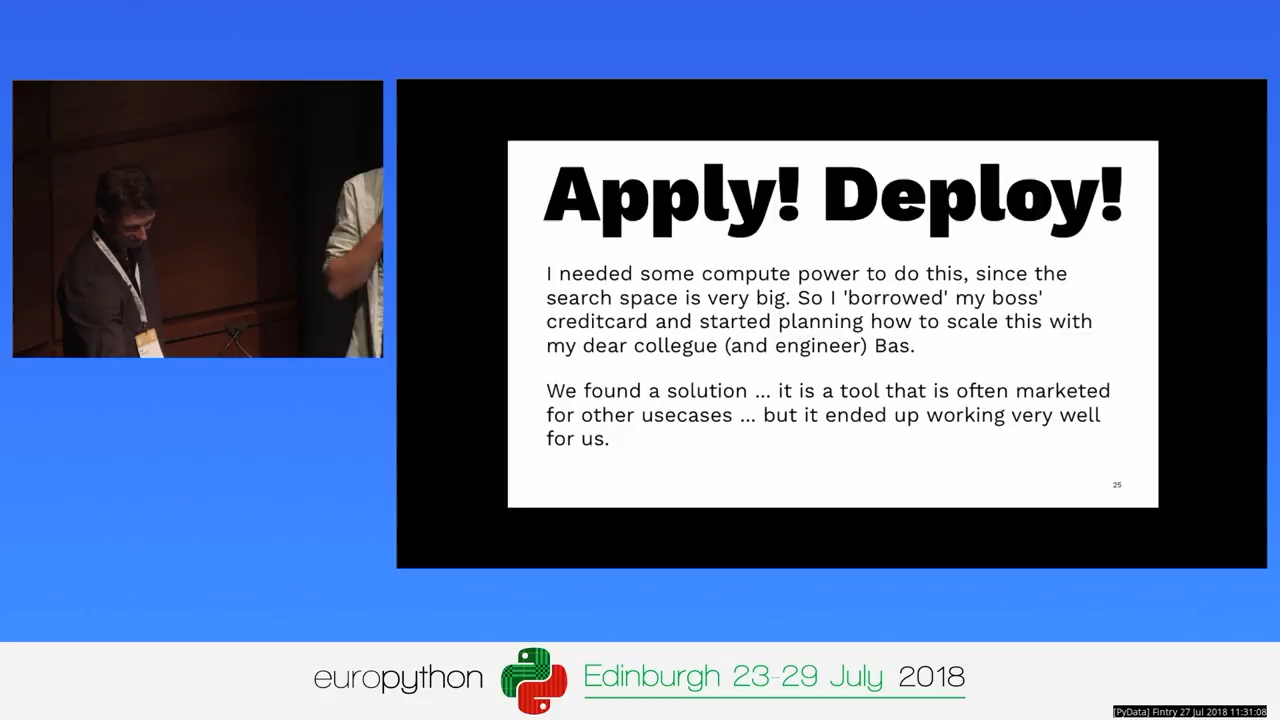 Apply! Deploy!
I needed some compute power to do this, since the
search space is very big. So I 'borrowed' my boss'
creditcard and started planning how to scale this with
my dear collegue (and engineer) Bas.
We found a solution ... it is a tool that is often marketed
for other usecases ... but it ended up working very well
for us.
25
europython
Edinburgh 23-29 July 2018
[PyData] Fintry 27 Jul 2018 11:31:08